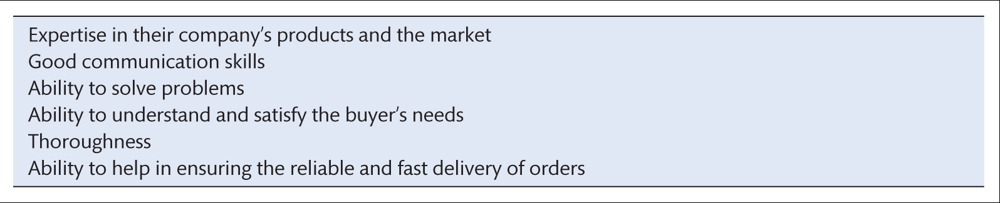 Expertise in their company’s products and the market
Good communication skills
Ability to solve problems
Ability to understand and satisfy the buyer’s needs
Thoroughness
Ability to help in ensuring the reliable and fast delivery of orders